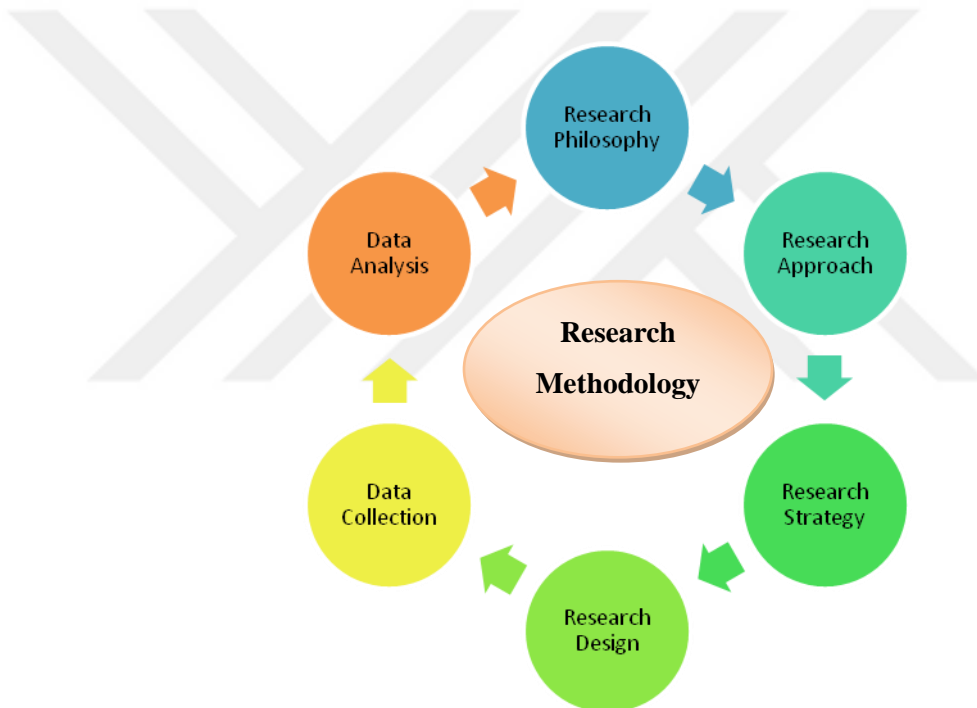 Research
Philosophy
Research
Approach
Research
Strategy
Research
Design
Data
Collection
Data
Analysis
Research
Methodology